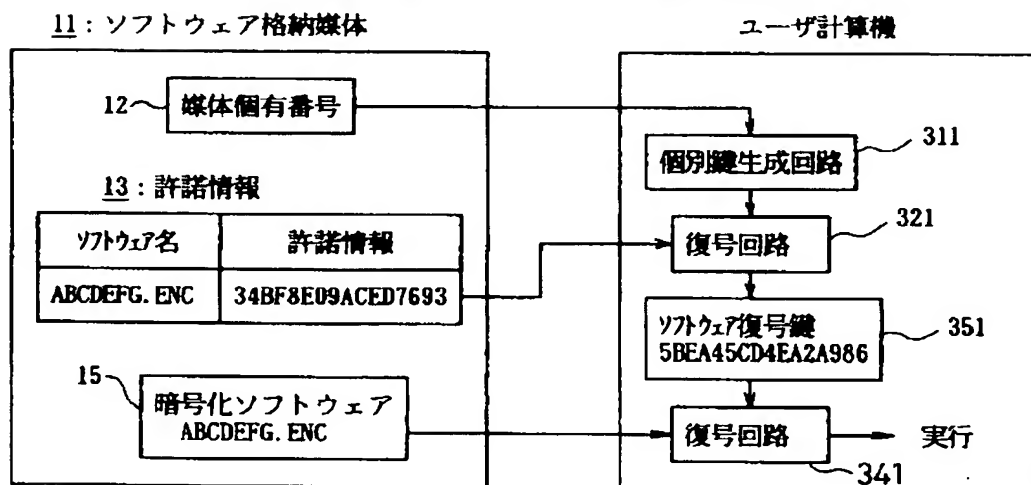 11：ソフトウェア格納媒体
ユーザ計算機
12
媒体個有番号
311
個別鍵生成回路
13：許諾情報
ソフトウェア名
許諾情報
321
復号回路
ABCDEFG.ENC
34BF8E09ACED7693
ソフトウェア復号鍵
5BEA45CD4EA2A986
351
15
暗号化ソフトウェア
ABCDEFG.ENC
復号回路
実行
341